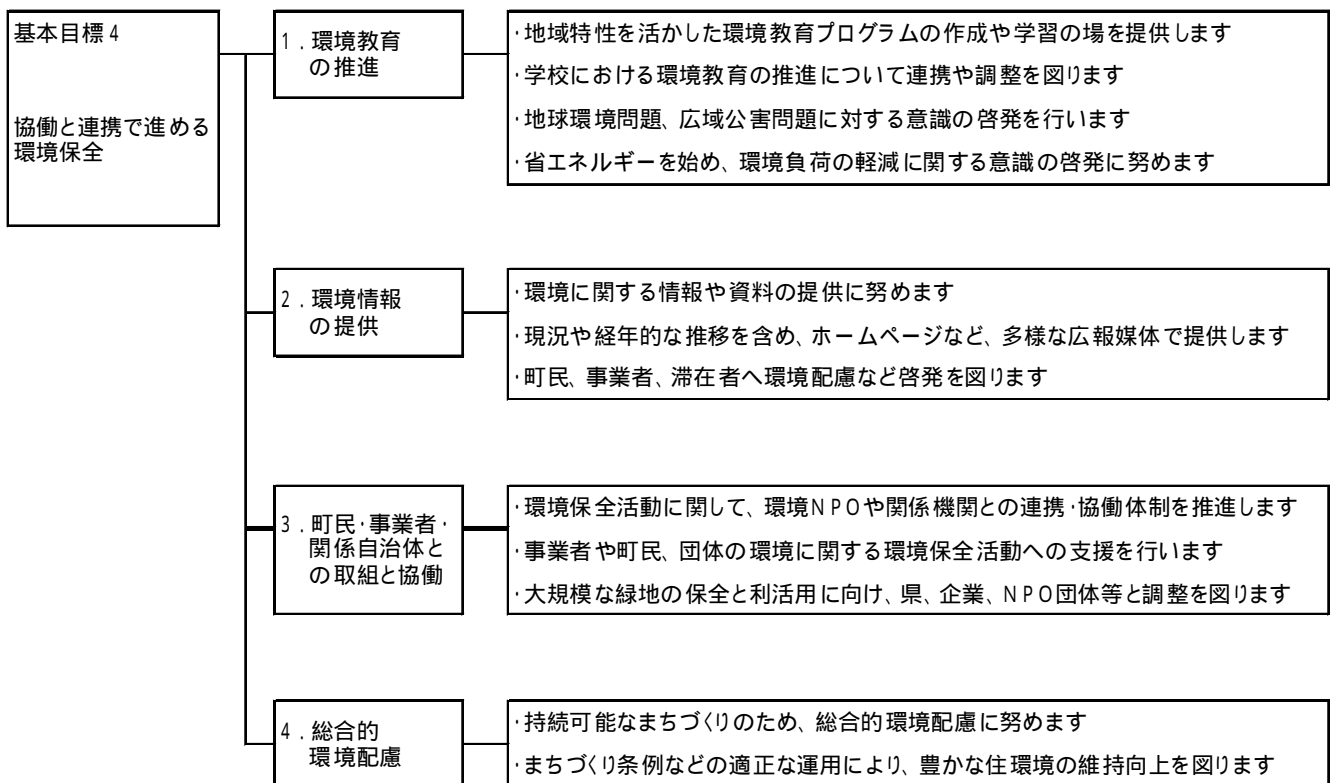 基本目標4
協働と連携で進める
環境保全
1.環境教育
の推進
・地域特性を活かした環境教育プログラムの作成や学習の場を提供します
・学校における環境教育の推進について連携や調整を図ります
・地球環境問題、広域公害問題に対する意識の啓発を行います
・省エネルギーを始め、環境負荷の軽減に関する意識の啓発に努めます
2.環境情報
の提供
・環境に関する情報や資料の提供に努めます
・現況や経年的な推移を含め、ホームページなど、多様な広報媒体で提供します
・町民、事業者、滞在者へ環境配慮など啓発を図ります
3.町民・事業者・
関係自治体と
の取組と協働
・環境保全活動に関して、環境NPOや関係機関との連携・協働体制を推進します
・事業者や町民、団体の環境に関する環境保全活動への支援を行います
・大規模な緑地の保全と利活用に向け、県、企業、NPO団体等と調整を図ります
4.総合的
環境配慮
・持続可能なまちづくりのため、総合的環境配慮に努めます
・まちづくり条例などの適正な運用により、豊かな住環境の維持向上を図ります